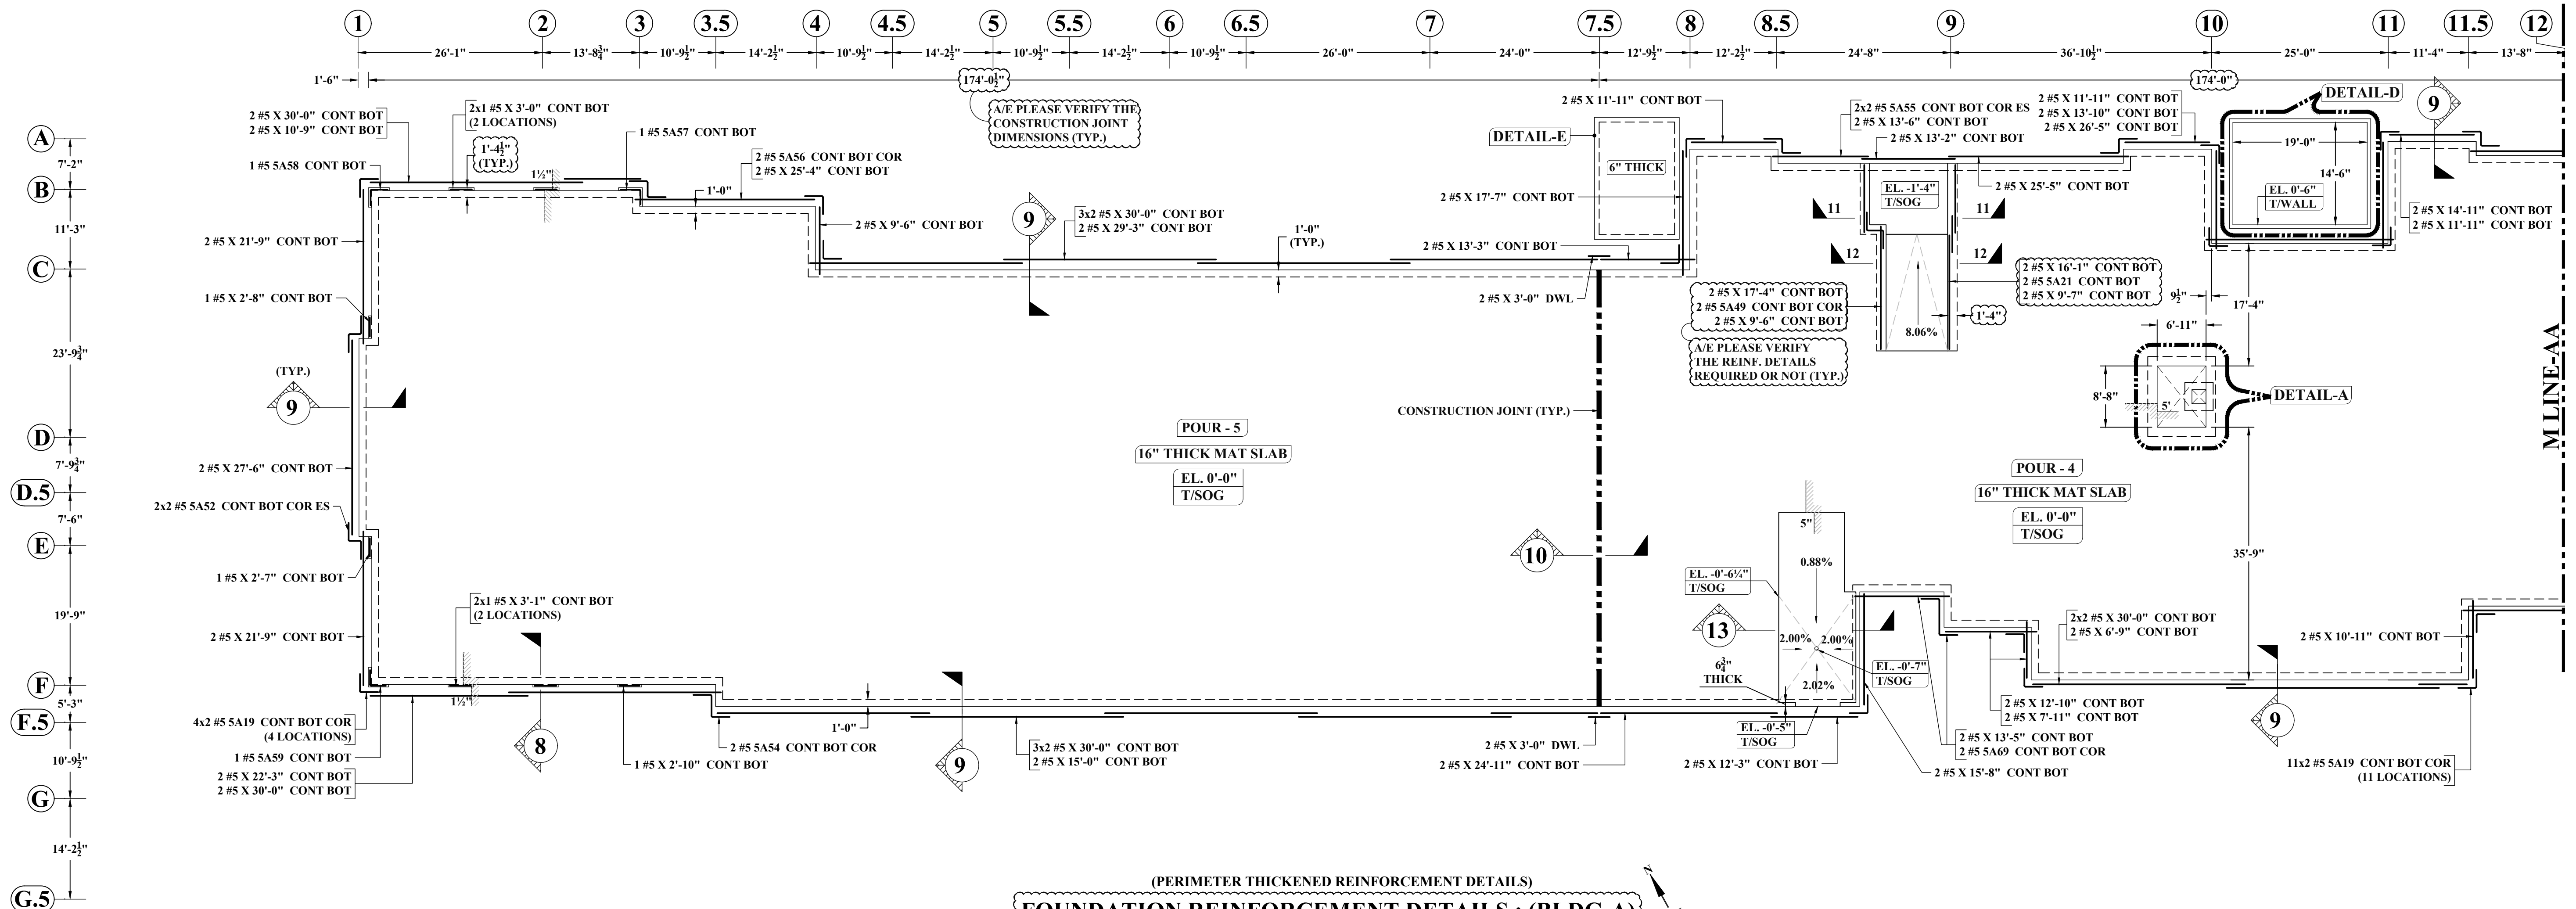 1 2 3 3.5 4 4.5 5 5.5 6 6.5 7 7.5 8 8.5 9 10 11 11.5 12
26'-1" 13'-8¾" 10'-9½" 14'-2½" 10'-9½" 14'-2½" 10'-9½" 14'-2½" 10'-9½" 26'-0" 24'-0" 12'-9½" 12'-2½" 24'-8" 36'-10½" 25'-0" 11'-4" 13'-8"
1'-6" 174'-0½" 174'-0"
A
7'-2"
B
11'-3"
C
23'-9¾"
D
7'-9¾"
D.5
7'-6"
E
19'-9"
F
5'-3"
F.5
10'-9½"
G
14'-2½"
G.5
2 #5 X 30'-0" CONT BOT
2 #5 X 10'-9" CONT BOT
1 #5 5A58 CONT BOT
2x1 #5 X 3'-0" CONT BOT
(2 LOCATIONS)
1'-4½"
(TYP.)
1½"
1 #5 5A57 CONT BOT
2 #5 5A56 CONT BOT COR
2 #5 X 25'-4" CONT BOT
1'-0"
A/E PLEASE VERIFY THE
CONSTRUCTION JOINT
DIMENSIONS (TYP.)
2 #5 X 9'-6" CONT BOT
9
3x2 #5 X 30'-0" CONT BOT
2 #5 X 29'-3" CONT BOT
1'-0"
(TYP.)
2 #5 X 13'-3" CONT BOT
2 #5 X 3'-0" DWL
DETAIL-E
6" THICK
2 #5 X 11'-11" CONT BOT
2 #5 X 17'-7" CONT BOT
2x2 #5 5A55 CONT BOT COR ES
2 #5 X 13'-6" CONT BOT
2 #5 X 13'-2" CONT BOT
2 #5 X 11'-11" CONT BOT
2 #5 X 13'-10" CONT BOT
2 #5 X 26'-5" CONT BOT
EL. -1'-4"
T/SOG
2 #5 X 25'-5" CONT BOT
11
11
12
12
8.06%
2 #5 X 17'-4" CONT BOT
2 #5 5A49 CONT BOT COR
2 #5 X 9'-6" CONT BOT
A/E PLEASE VERIFY
THE REINF. DETAILS
REQUIRED OR NOT (TYP.)
2 #5 X 16'-1" CONT BOT
2 #5 5A21 CONT BOT
2 #5 X 9'-7" CONT BOT
1'-4"
DETAIL-D
19'-0"
14'-6"
EL. 0'-6"
T/WALL
9
2 #5 X 14'-11" CONT BOT
2 #5 X 11'-11" CONT BOT
9½"
17'-4"
6'-11"
8'-8"
5'
DETAIL-A
M LINE-AA
2 #5 X 21'-9" CONT BOT
1 #5 X 2'-8" CONT BOT
(TYP.)
9
2 #5 X 27'-6" CONT BOT
2x2 #5 5A52 CONT BOT COR ES
1 #5 X 2'-7" CONT BOT
2 #5 X 21'-9" CONT BOT
CONSTRUCTION JOINT (TYP.)
POUR - 5
16" THICK MAT SLAB
EL. 0'-0"
T/SOG
POUR - 4
16" THICK MAT SLAB
EL. 0'-0"
T/SOG
35'-9"
10
5"
0.88%
EL. -0'-6¼"
T/SOG
13
2.00%
2.00%
2.02%
6¾"
THICK
EL. -0'-7"
T/SOG
EL. -0'-5"
T/SOG
2x1 #5 X 3'-1" CONT BOT
(2 LOCATIONS)
1½"
4x2 #5 5A19 CONT BOT COR
(4 LOCATIONS)
1 #5 5A59 CONT BOT
2 #5 X 22'-3" CONT BOT
2 #5 X 30'-0" CONT BOT
8
1 #5 X 2'-10" CONT BOT
2 #5 5A54 CONT BOT COR
1'-0"
9
3x2 #5 X 30'-0" CONT BOT
2 #5 X 15'-0" CONT BOT
2 #5 X 3'-0" DWL
2 #5 X 24'-11" CONT BOT
2 #5 X 12'-3" CONT BOT
2 #5 X 15'-8" CONT BOT
2 #5 X 13'-5" CONT BOT
2 #5 5A69 CONT BOT COR
2 #5 X 12'-10" CONT BOT
2 #5 X 7'-11" CONT BOT
2x2 #5 X 30'-0" CONT BOT
2 #5 X 6'-9" CONT BOT
2 #5 X 10'-11" CONT BOT
9
11x2 #5 5A19 CONT BOT COR
(11 LOCATIONS)
(PERIMETER THICKENED REINFORCEMENT DETAILS)
FOUNDATION REINFORCEMENT DETAILS : (BLDG-A)
N